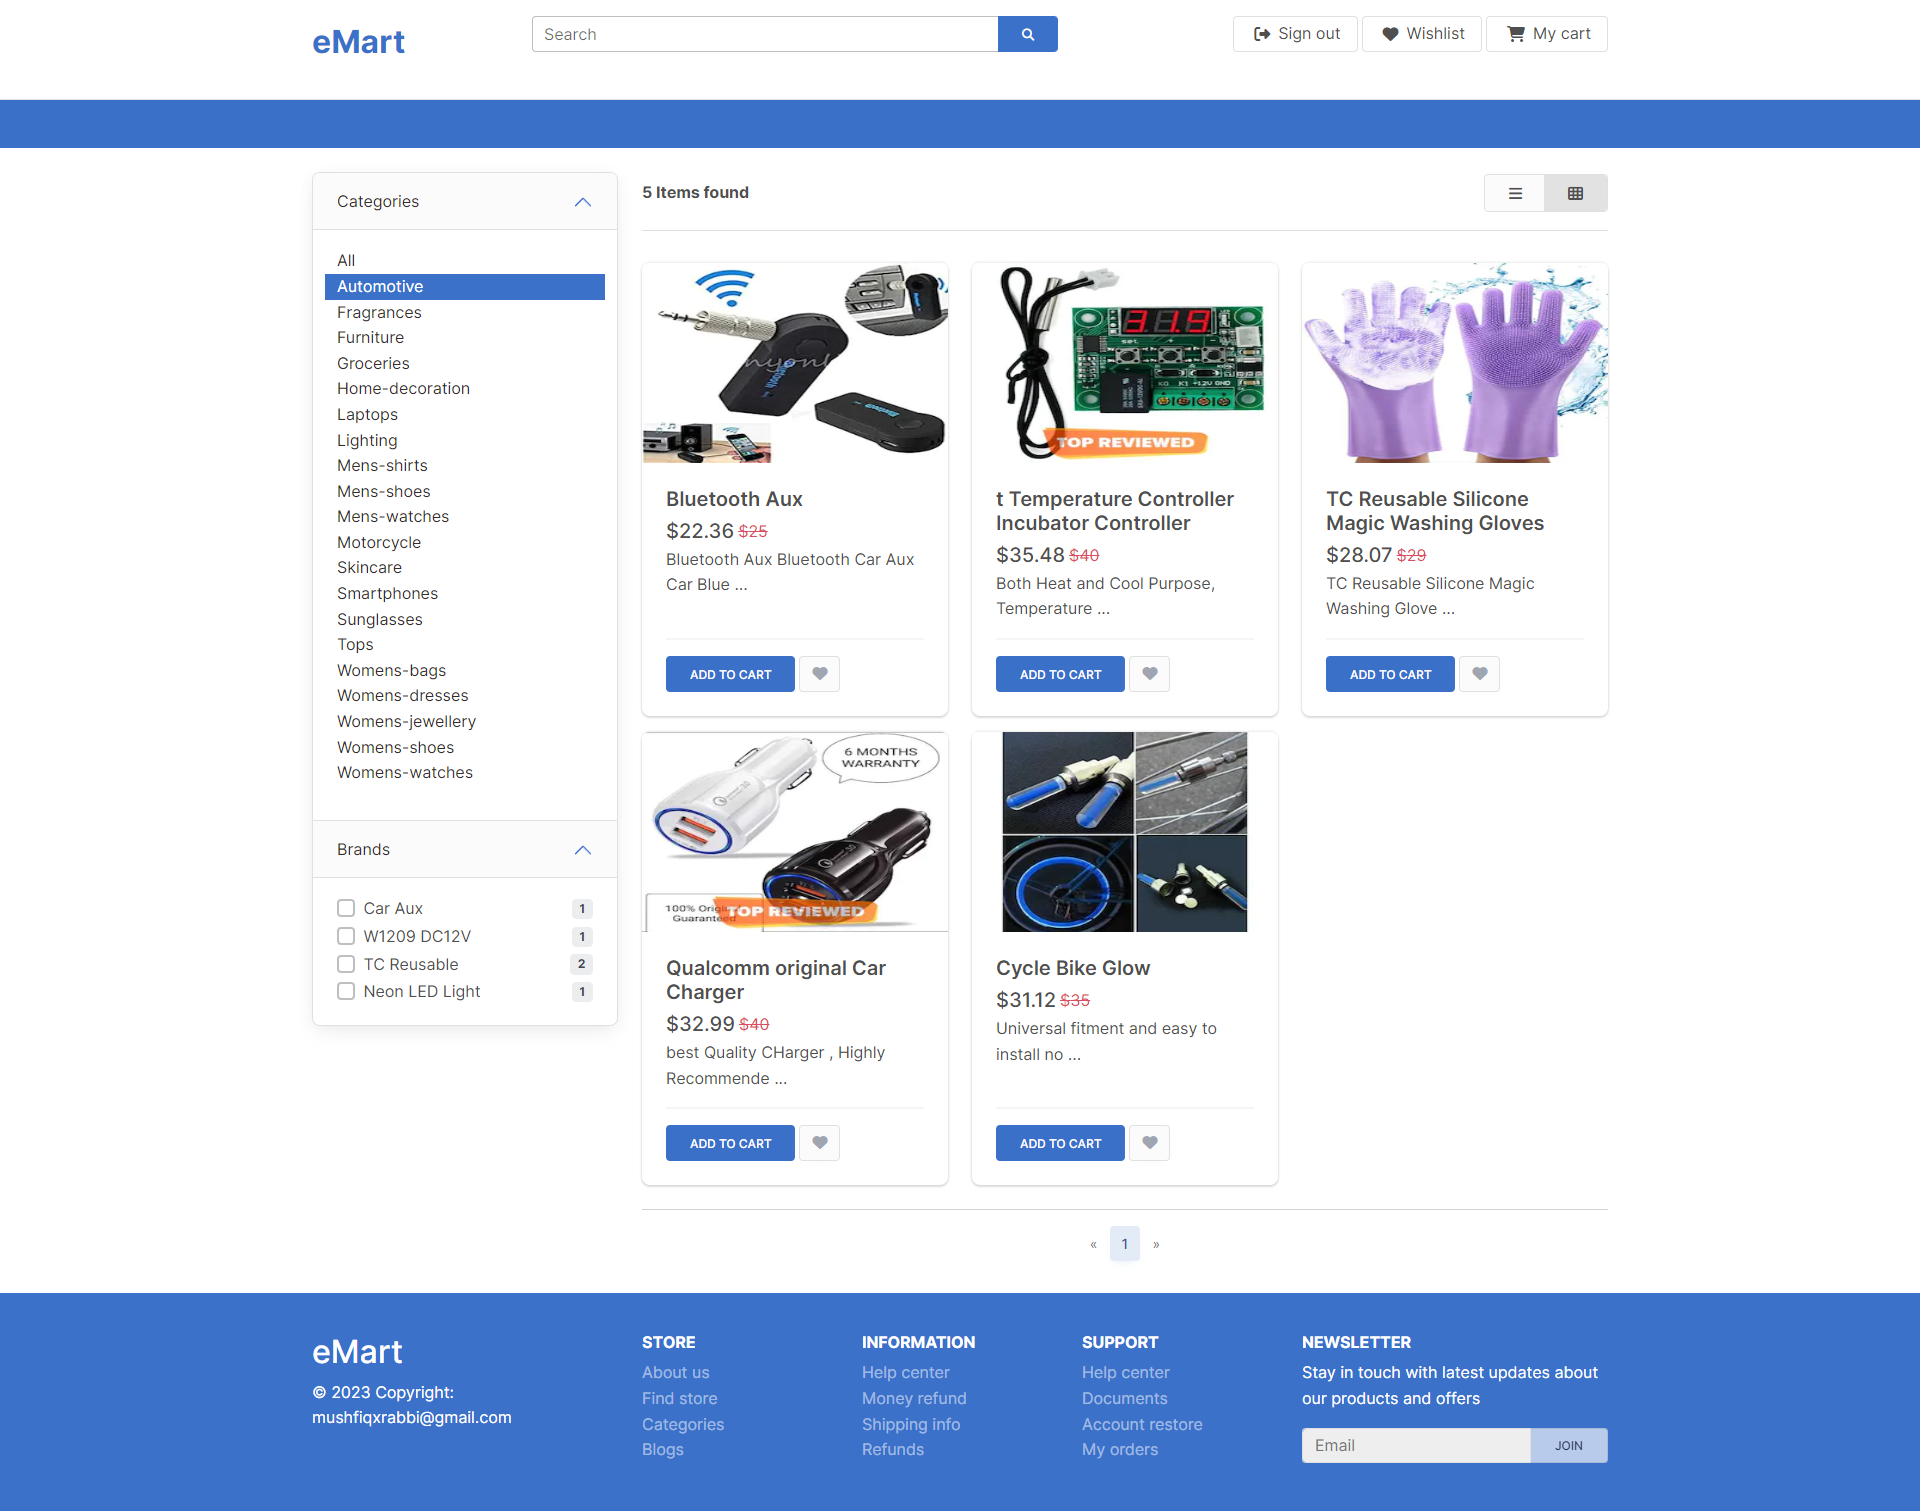 eMart
Search
Sign out
Wishlist
My cart
Categories
All
Automotive
Fragrances
Furniture
Groceries
Home-decoration
Laptops
Lighting
Mens-shirts
Mens-shoes
Mens-watches
Motorcycle
Skincare
Smartphones
Sunglasses
Tops
Womens-bags
Womens-dresses
Womens-jewellery
Womens-shoes
Womens-watches
Brands
Car Aux 1
W1209 DC12V 1
TC Reusable 2
Neon LED Light 1
5 Items found
Bluetooth
Bluetooth Aux
$22.36 $25
Bluetooth Aux Bluetooth Car Aux
Car Blue ...
ADD TO CART
31.9
set + -
K0 K1 +12V GND
TOP REVIEWED
t Temperature Controller
Incubator Controller
$35.48 $40
Both Heat and Cool Purpose,
Temperature ...
ADD TO CART
TC Reusable Silicone
Magic Washing Gloves
$28.07 $29
TC Reusable Silicone Magic
Washing Glove ...
ADD TO CART
6 MONTHS
WARRANTY
100% Original
Guaranteed
TOP REVIEWED
Qualcomm original Car
Charger
$32.99 $40
best Quality CHarger , Highly
Recommende ...
ADD TO CART
Cycle Bike Glow
$31.12 $35
Universal fitment and easy to
install no ...
ADD TO CART
« 1 »
eMart
© 2023 Copyright:
mushfiqxrabbi@gmail.com
STORE
About us
Find store
Categories
Blogs
INFORMATION
Help center
Money refund
Shipping info
Refunds
SUPPORT
Help center
Documents
Account restore
My orders
NEWSLETTER
Stay in touch with latest updates about
our products and offers
Email
JOIN